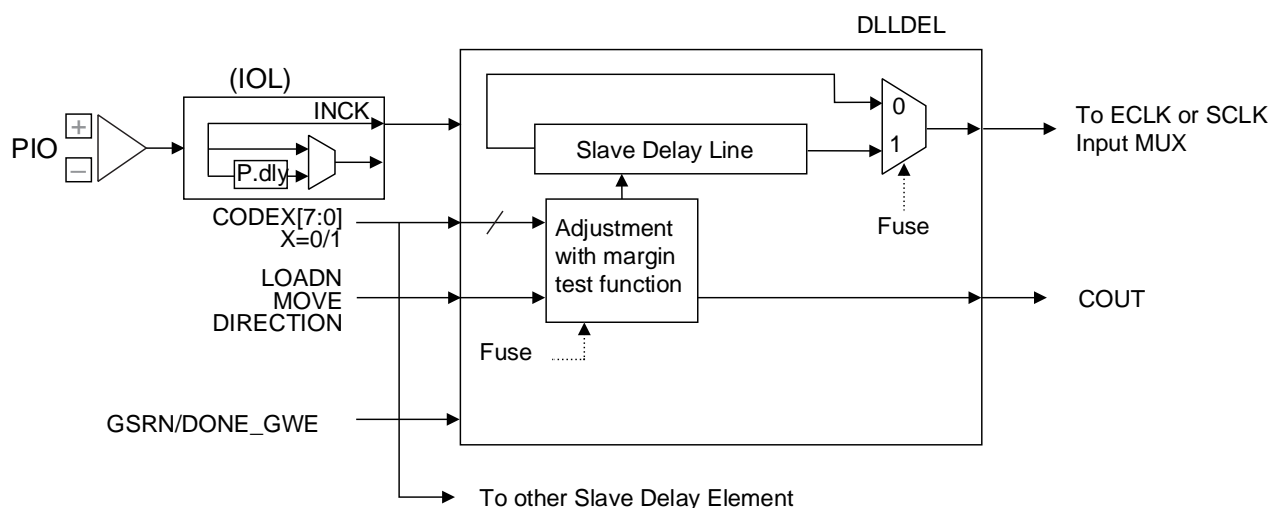 DLLDEL
(IOL)
INCK
PIO
+
−
P.dly
0
1
Slave Delay Line
To ECLK or SCLK
Input MUX
CODEX[7:0]
X=0/1
Adjustment
with margin
test function
Fuse
LOADN
MOVE
DIRECTION
COUT
Fuse
GSRN/DONE_GWE
To other Slave Delay Element